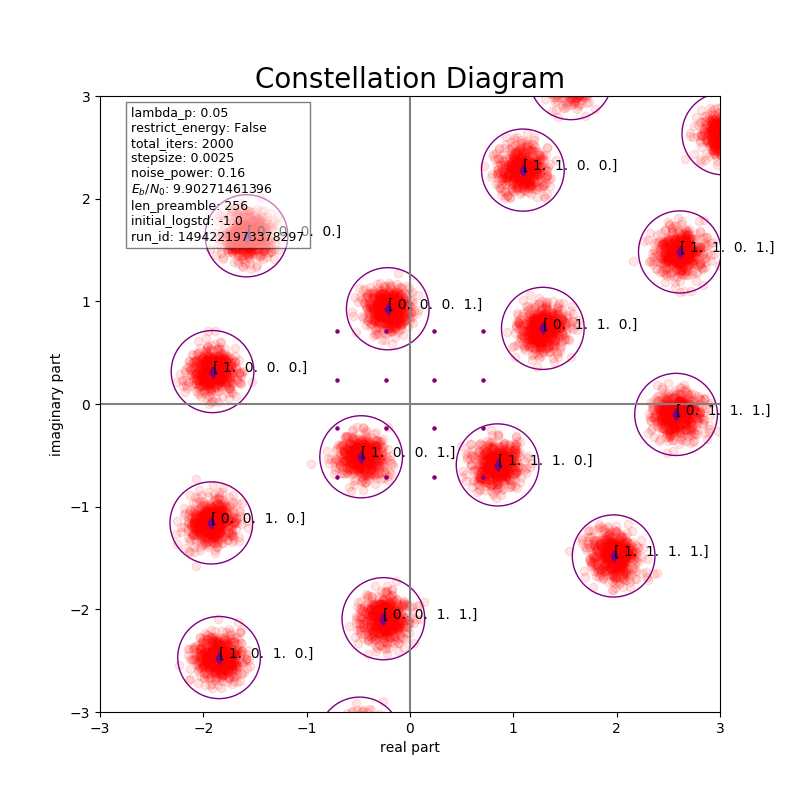 Constellation Diagram
3
lambda_p: 0.05
restrict_energy: False
total_iters: 2000
stepsize: 0.0025
noise_power: 0.16
E_b/N_0: 9.90271461396
len_preamble: 256
initial_logstd: -1.0
run_id: 1494221973378297
[ 1. 1. 0. 0.]
2
[ 0. 0. 0. 0.]
[ 1. 1. 0. 1.]
1
[ 0. 0. 0. 1.]
[ 0. 1. 1. 0.]
[ 1. 0. 0. 0.]
0
[ 0. 1. 1. 1.]
imaginary part
[ 1. 0. 0. 1.]
[ 1. 1. 1. 0.]
−1
[ 0. 0. 1. 0.]
[ 1. 1. 1. 1.]
−2
[ 0. 0. 1. 1.]
[ 1. 0. 1. 0.]
−3
−3 −2 −1 0 1 2 3
real part